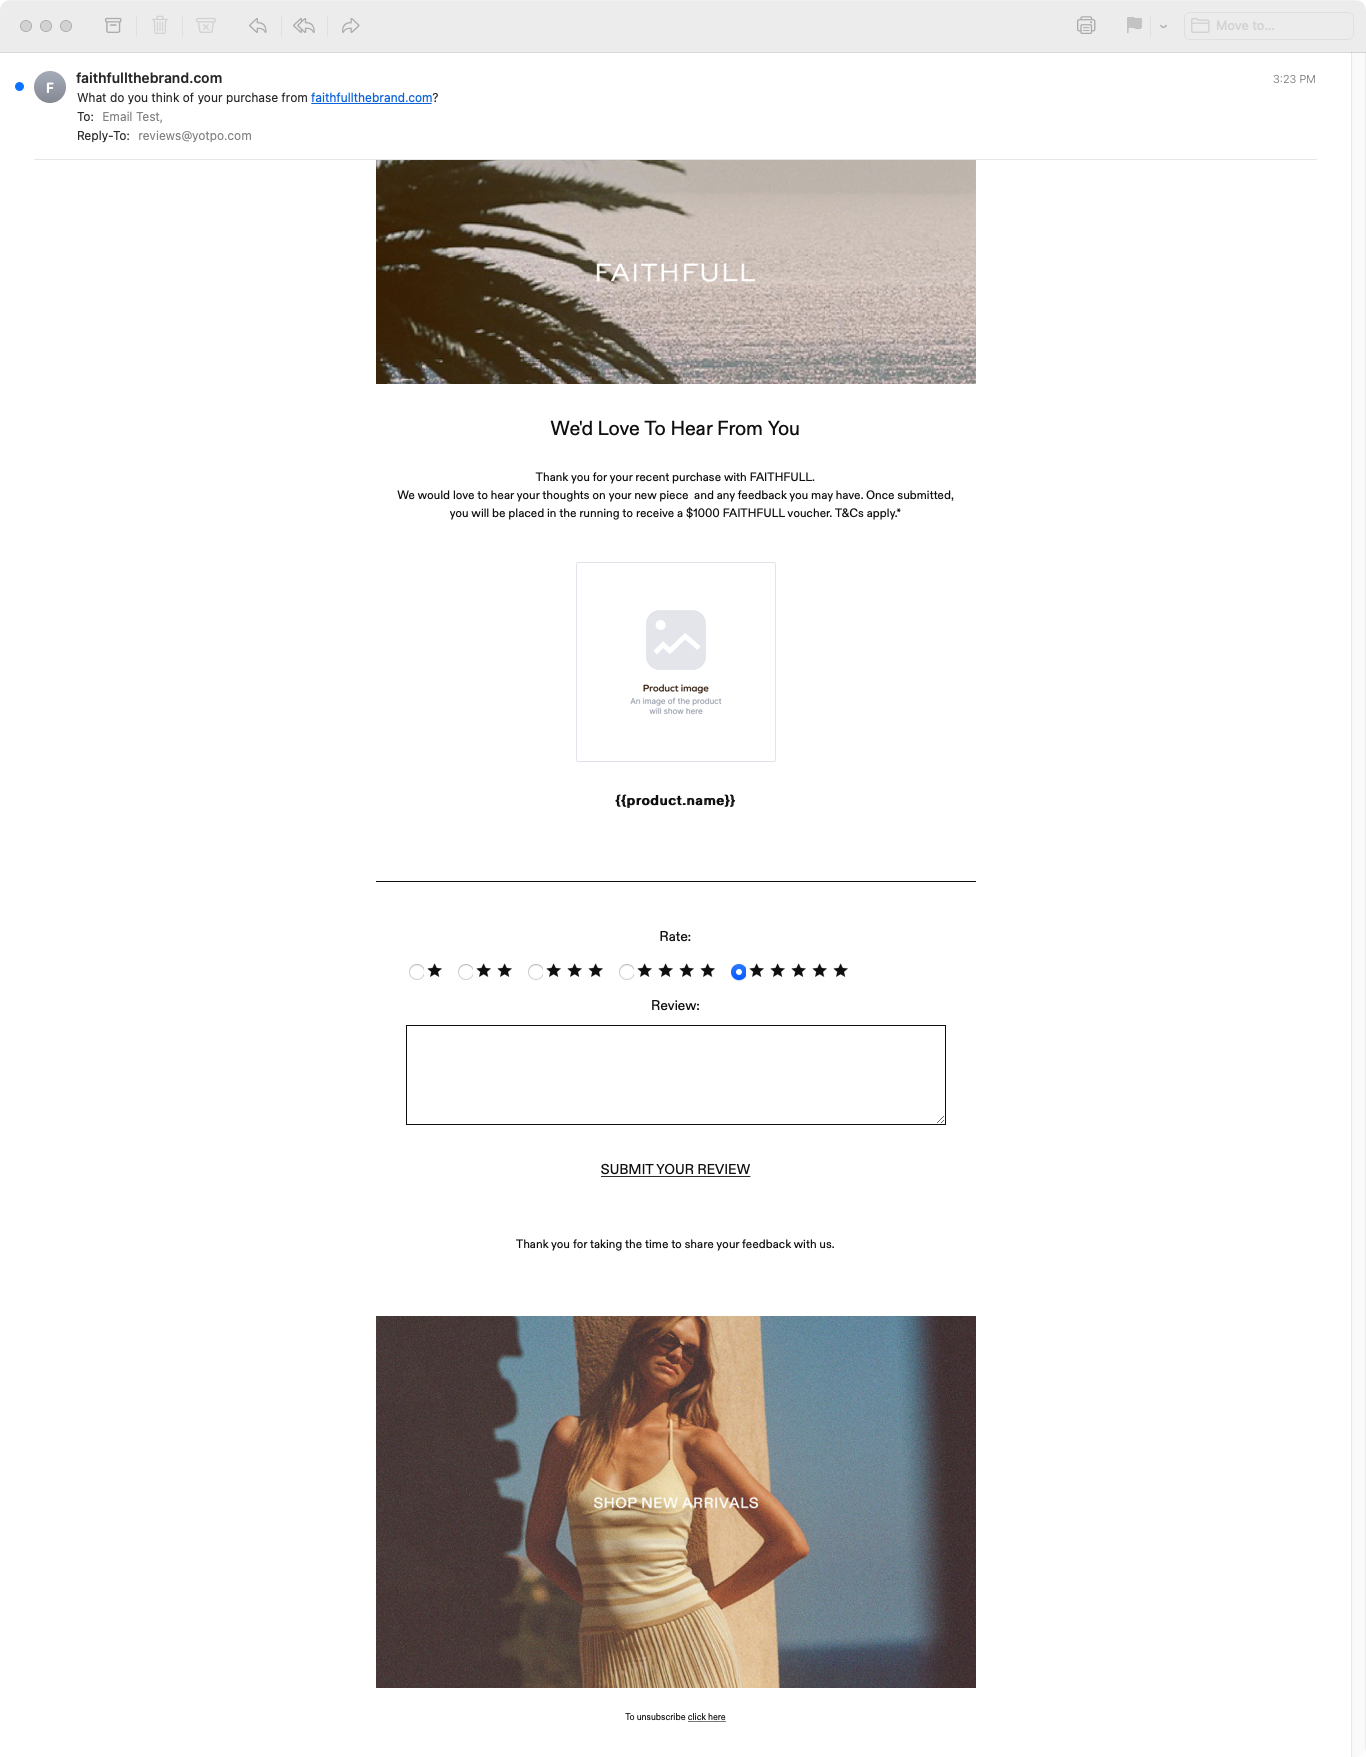 Move to...
F
faithfullthebrand.com
3:23 PM
What do you think of your purchase from faithfullthebrand.com?
To: Email Test,
Reply-To: reviews@yotpo.com
FAITHFULL
We'd Love To Hear From You
Thank you for your recent purchase with FAITHFULL.
We would love to hear your thoughts on your new piece  and any feedback you may have. Once submitted,
you will be placed in the running to receive a $1000 FAITHFULL voucher. T&Cs apply.*
Product image
An image of the product
will show here
{{product.name}}
Rate:
Review:
SUBMIT YOUR REVIEW
Thank you for taking the time to share your feedback with us.
SHOP NEW ARRIVALS
To unsubscribe click here